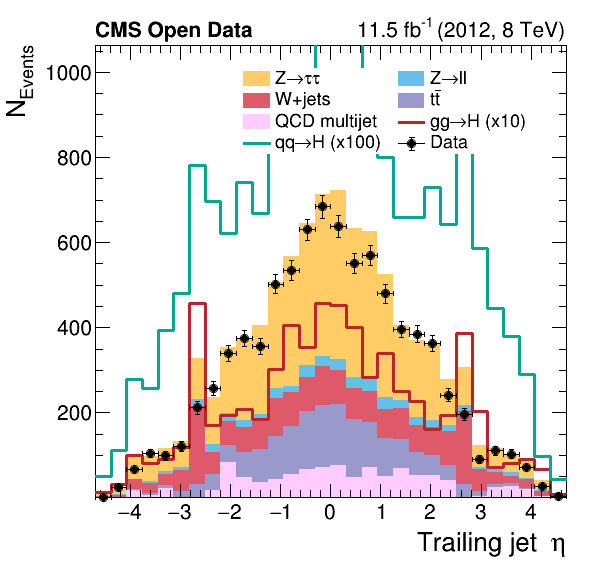 CMS Open Data 11.5 fb⁻¹ (2012, 8 TeV)
N_Events
1000
800
600
400
200
Z→ττ Z→ll
W+jets tt̄
QCD multijet gg→H (x10)
qq→H (x100) Data
−4 −3 −2 −1 0 1 2 3 4
Trailing jet η